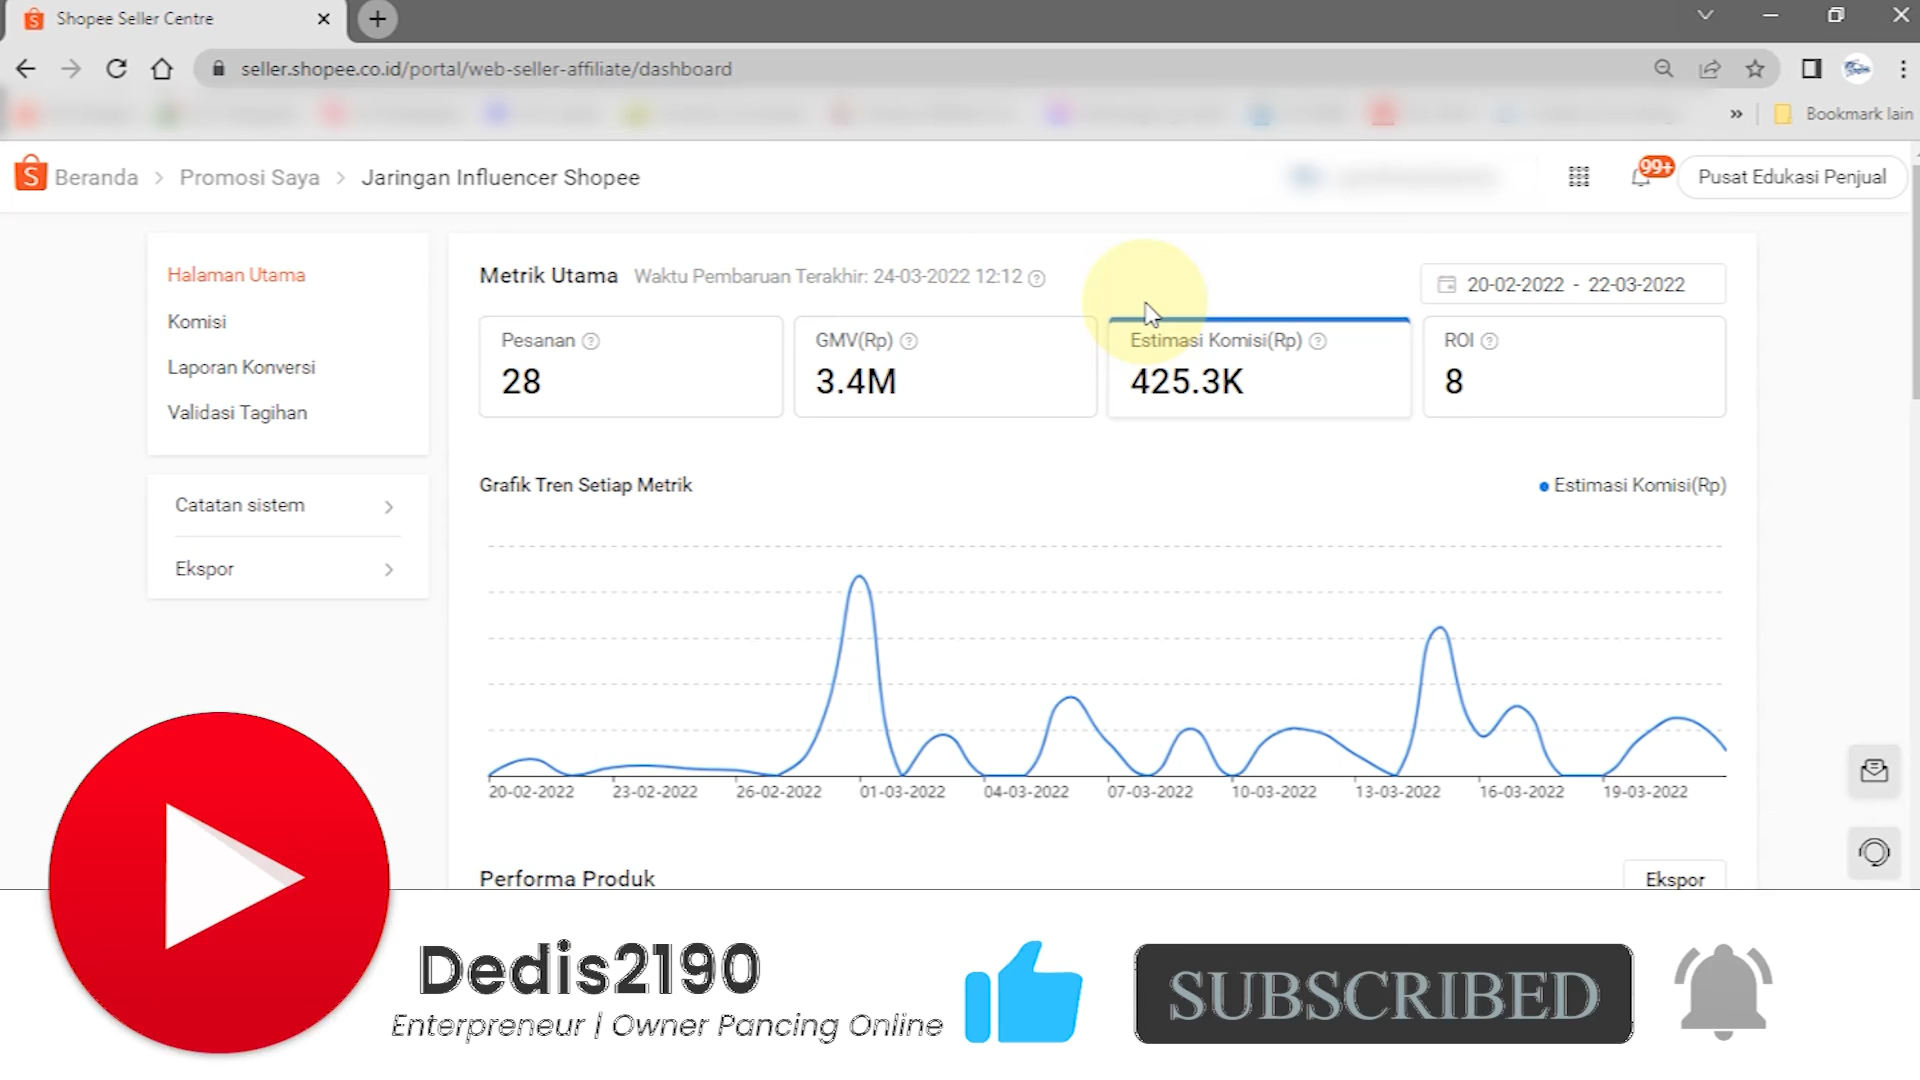 Shopee Seller Centre
seller.shopee.co.id/portal/web-seller-affiliate/dashboard
» Bookmark lain
Beranda > Promosi Saya > Jaringan Influencer Shopee
99+
Pusat Edukasi Penjual
Halaman Utama
Komisi
Laporan Konversi
Validasi Tagihan
Catatan sistem
Ekspor
Metrik Utama Waktu Pembaruan Terakhir: 24-03-2022 12:12
20-02-2022 - 22-03-2022
Pesanan
28
GMV(Rp)
3.4M
Estimasi Komisi(Rp)
425.3K
ROI
8
Grafik Tren Setiap Metrik
Estimasi Komisi(Rp)
20-02-2022 23-02-2022 26-02-2022 01-03-2022 04-03-2022 07-03-2022 10-03-2022 13-03-2022 16-03-2022 19-03-2022
Performa Produk
Ekspor
Dedis2190
Enterpreneur | Owner Pancing Online
SUBSCRIBED